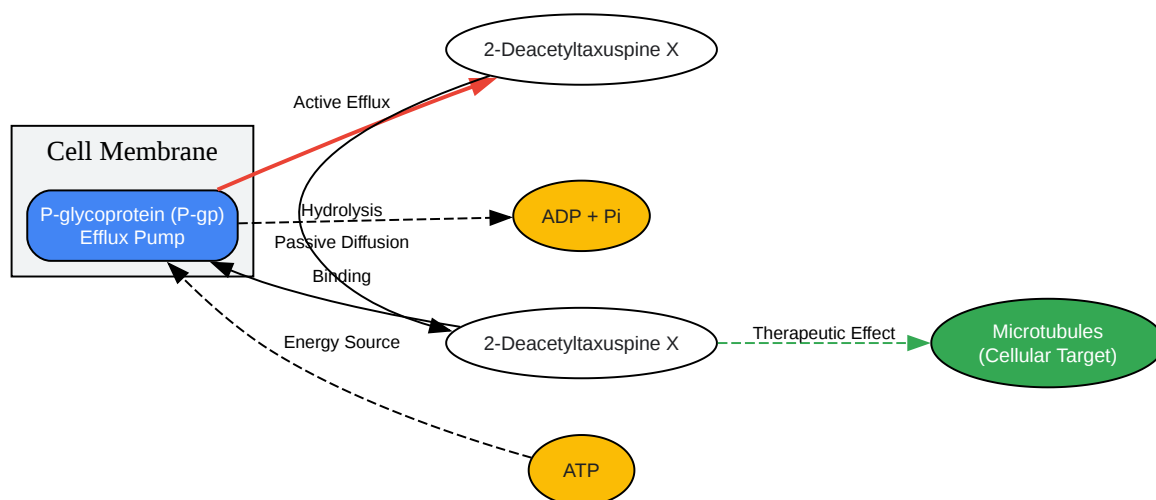 2-Deacetyltaxuspine X
Active Efflux
Cell Membrane
P-glycoprotein (P-gp)
Efflux Pump
Hydrolysis
ADP + Pi
Passive Diffusion
Binding
Energy Source
2-Deacetyltaxuspine X
Therapeutic Effect
Microtubules
(Cellular Target)
ATP